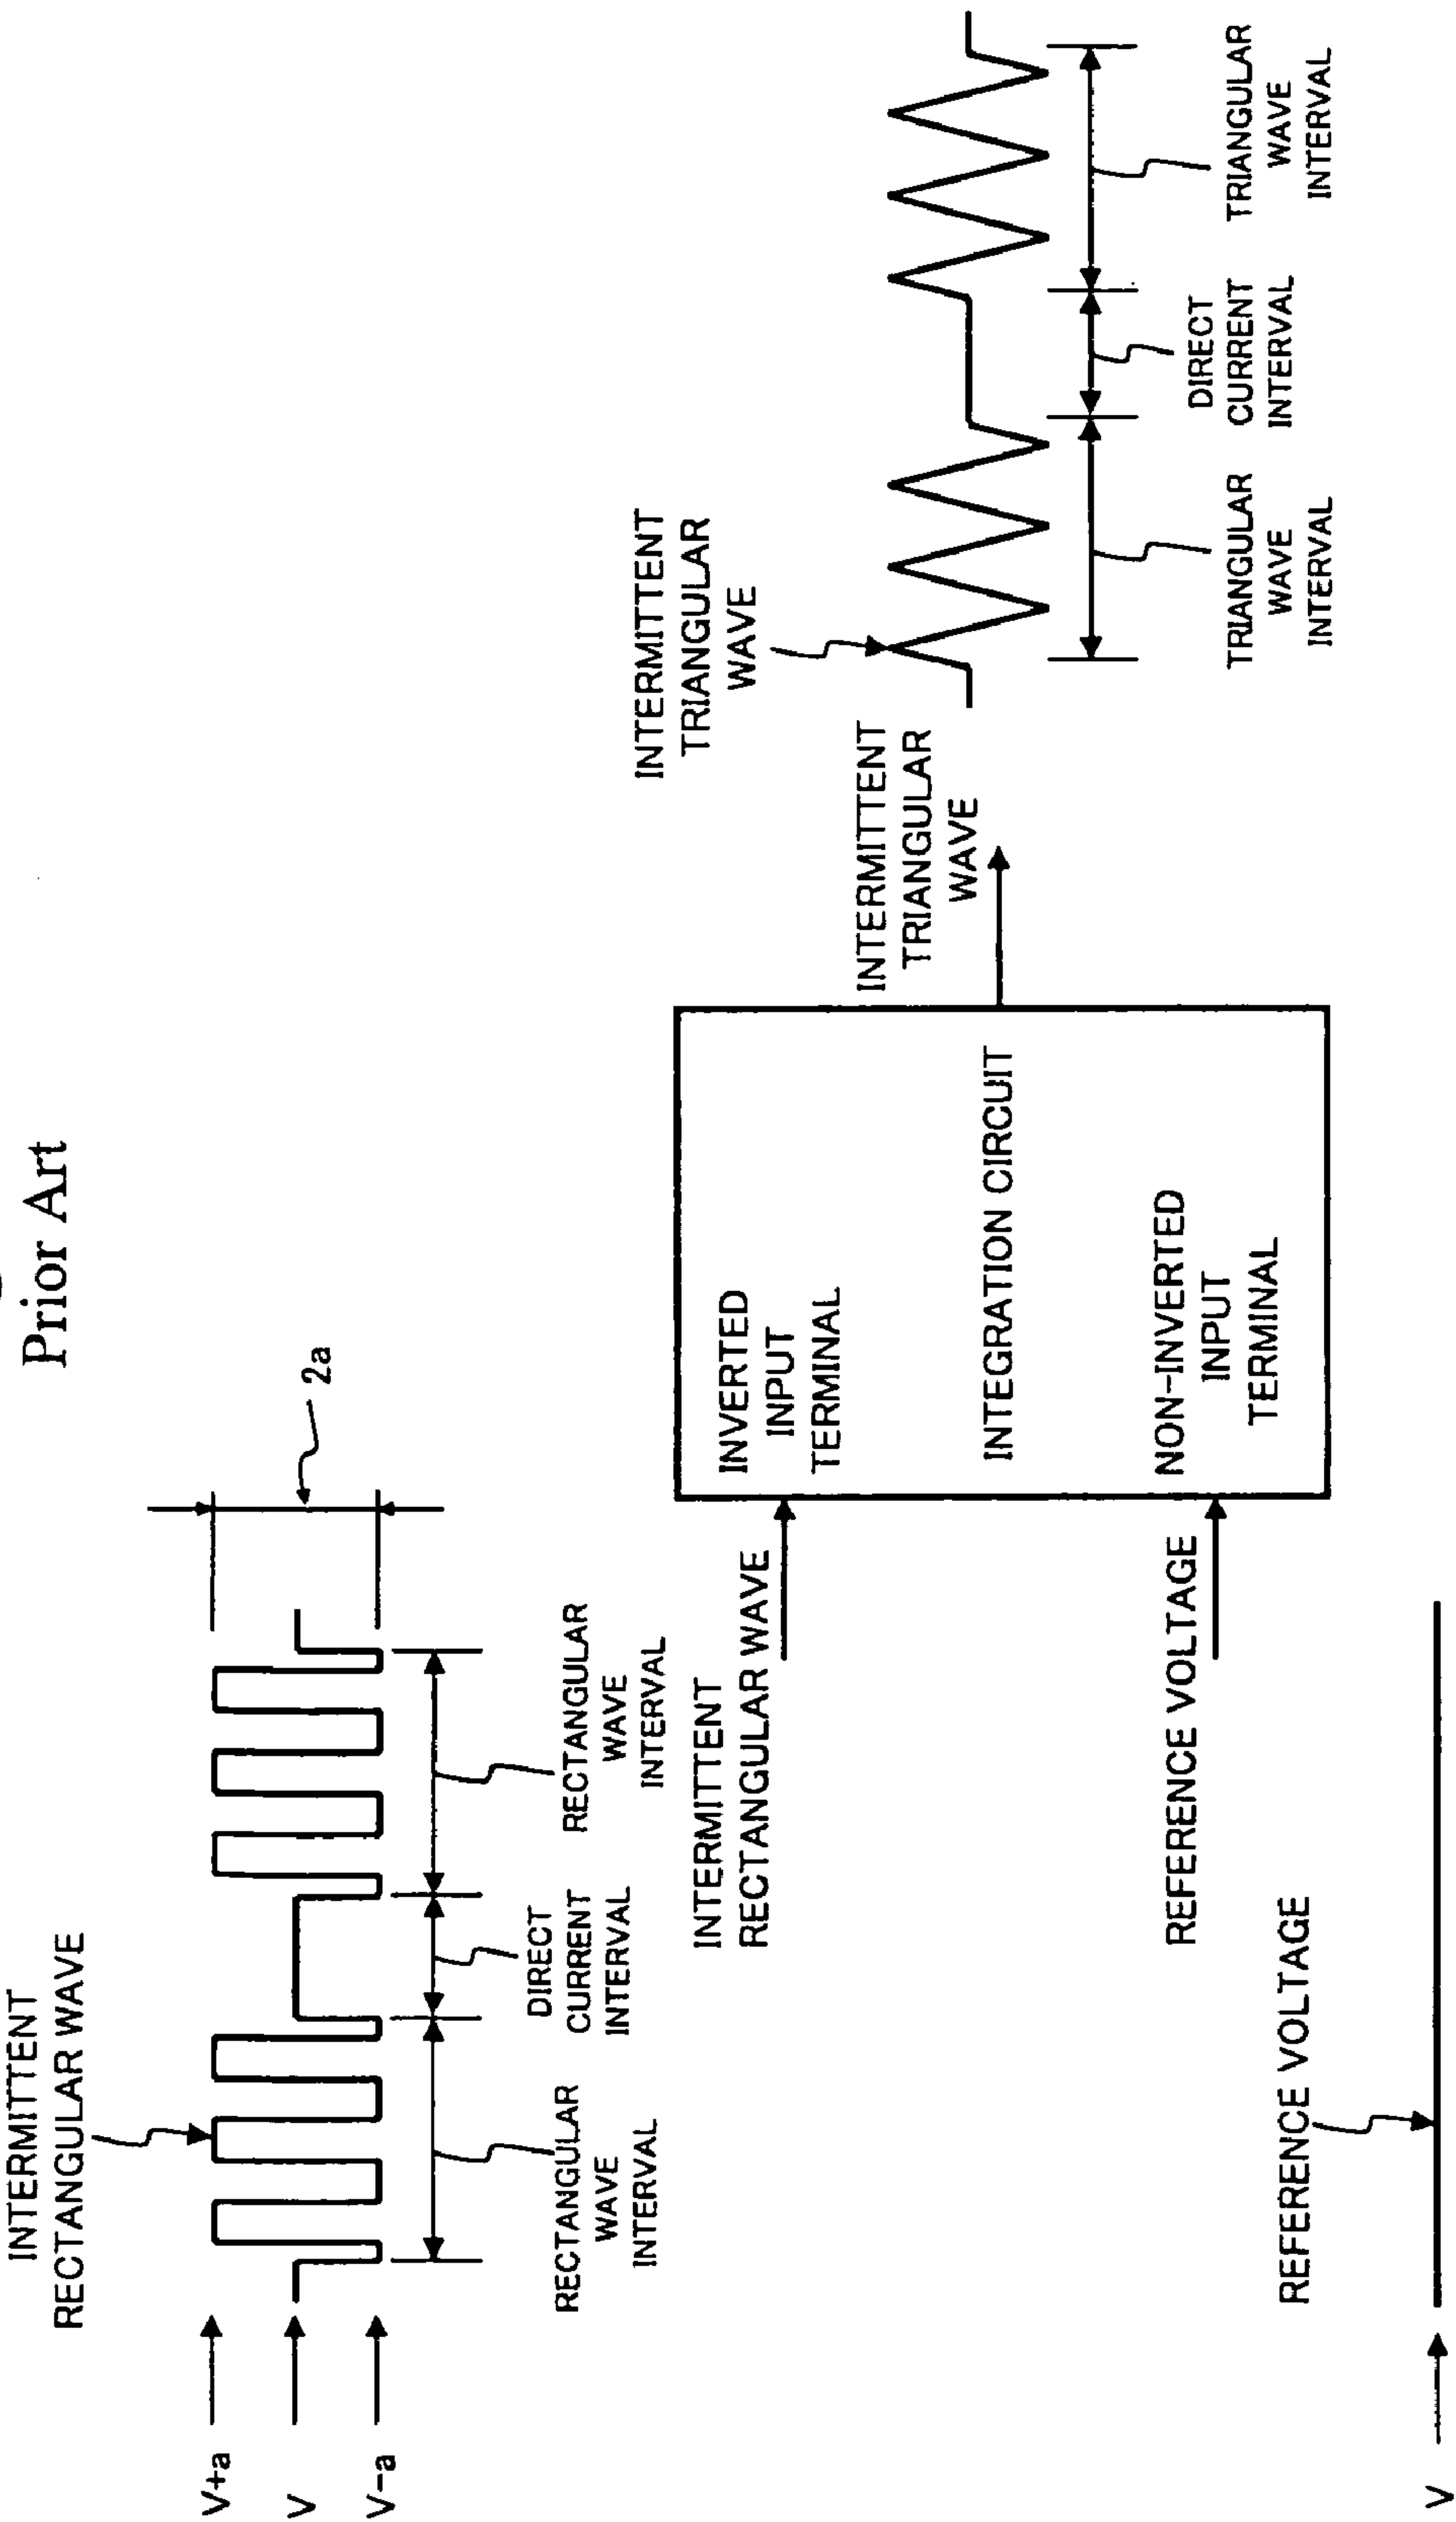 Prior Art
INTERMITTENT
RECTANGULAR WAVE
V+a
V
V-a
2a
RECTANGULAR
WAVE
INTERVAL
DIRECT
CURRENT
INTERVAL
RECTANGULAR
WAVE
INTERVAL
INTERMITTENT
RECTANGULAR WAVE
REFERENCE VOLTAGE
INVERTED
INPUT
TERMINAL
INTEGRATION CIRCUIT
NON-INVERTED
INPUT
TERMINAL
INTERMITTENT
TRIANGULAR
WAVE
INTERMITTENT
TRIANGULAR
WAVE
TRIANGULAR
WAVE
INTERVAL
DIRECT
CURRENT
INTERVAL
TRIANGULAR
WAVE
INTERVAL
REFERENCE VOLTAGE
V